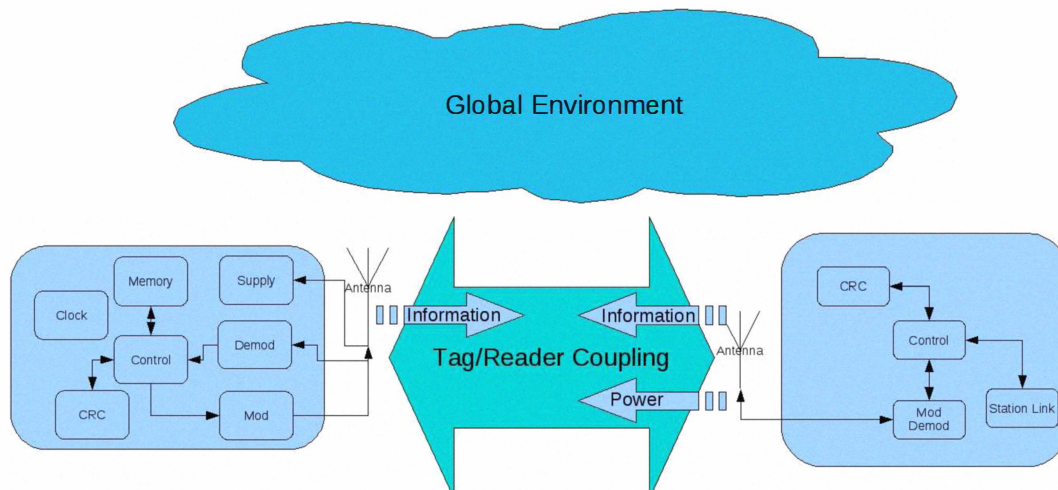 Global Environment
Memory
Supply
Clock
Control
Demod
CRC
Mod
Antenna
Information
Information
Tag/Reader Coupling
Power
Antenna
CRC
Control
Mod
Demod
Station Link